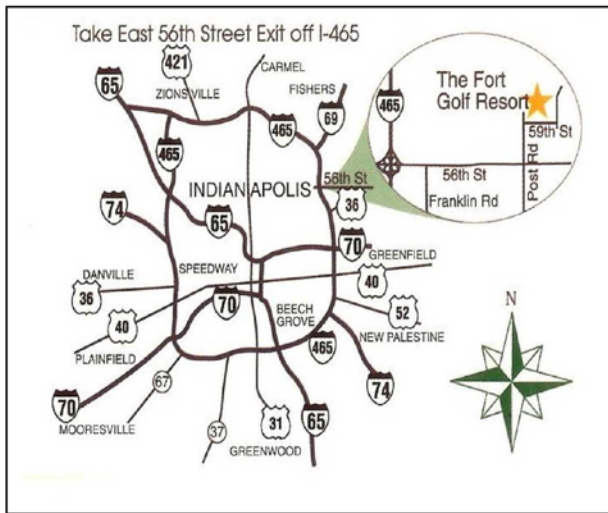 Take East 56th Street Exit off I-465
421
CARMEL
65
ZIONSVILLE
FISHERS
69
465
465
56th St
INDIANAPOLIS
36
74
65
70
GREENFIELD
DANVILLE
SPEEDWAY
36
40
70
40
BEECH
GROVE
52
NEW PALESTINE
PLAINFIELD
465
67
74
70
MOORESVILLE
37
31
65
GREENWOOD
The Fort
Golf Resort
465
59th St
Post Rd
56th St
Franklin Rd
N